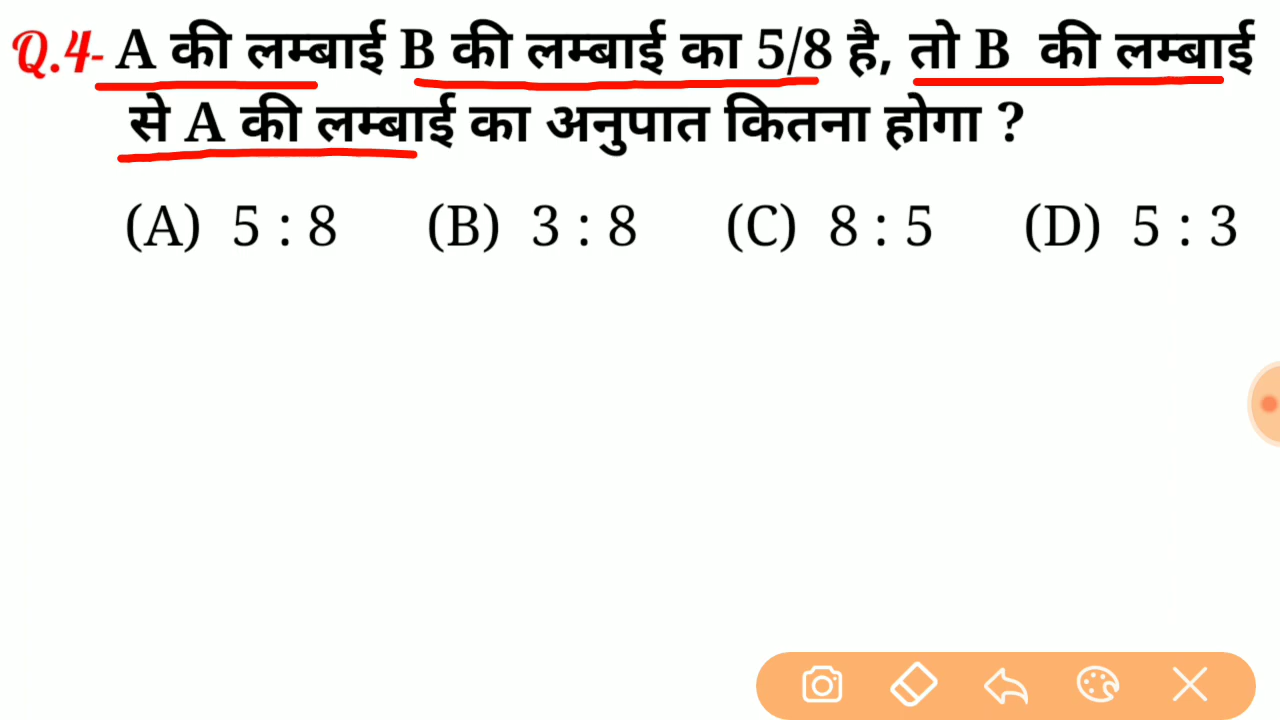 Q.4- A की लम्बाई B की लम्बाई का 5/8 है, तो B की लम्बाई
से A की लम्बाई का अनुपात कितना होगा ?
(A) 5 : 8 (B) 3 : 8 (C) 8 : 5 (D) 5 : 3